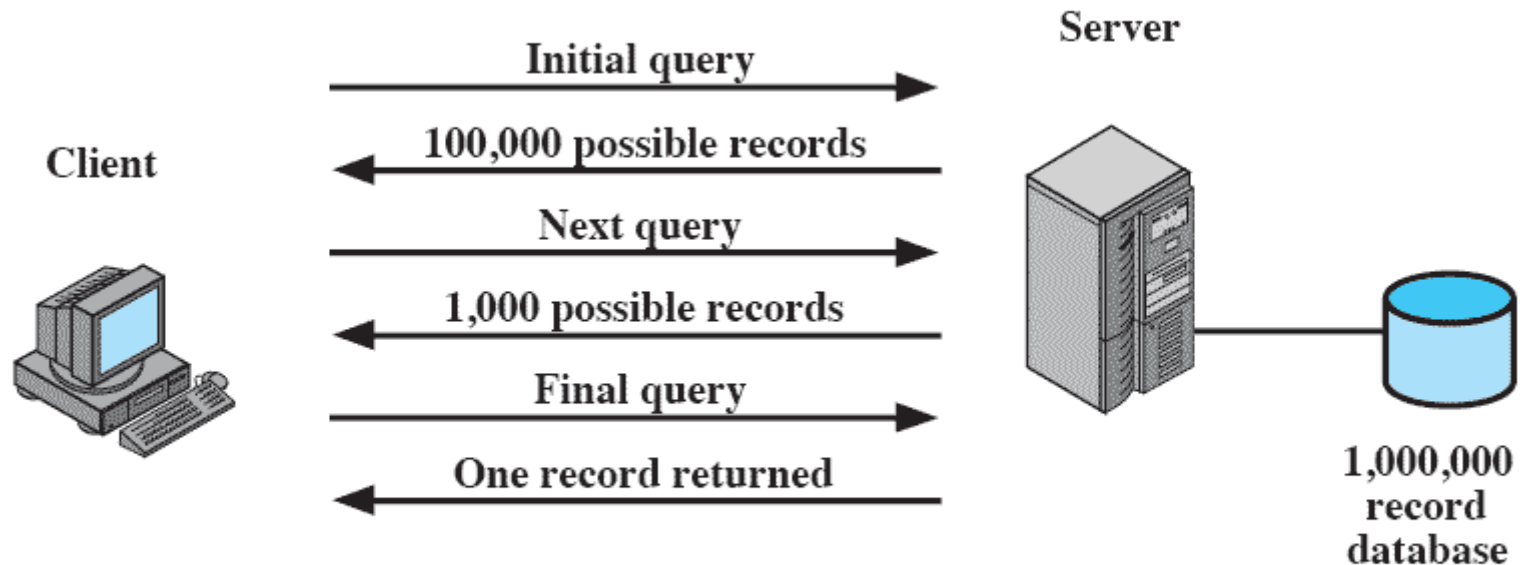 Server
Initial query
100,000 possible records
Client
Next query
1,000 possible records
Final query
One record returned
1,000,000
record
database